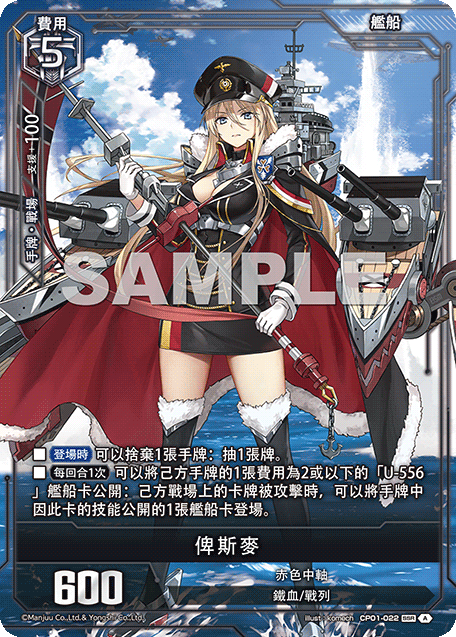 費用
5
艦船
手牌・戰場 支援+100
SAMPLE
■ 登場時 可以捨棄1張手牌：抽1張牌。
■ 每回合1次 可以將己方手牌的1張費用為2或以下的「U-556
」艦船卡公開：己方戰場上的卡牌被攻擊時，可以將手牌中
因此卡的技能公開的1張艦船卡登場。
俾斯麥
600
赤色中軸
鐵血/戰列
©Manjuu Co.,Ltd.& Yongshi Co.,Ltd. illust：Komoch CP01-022 SSR A